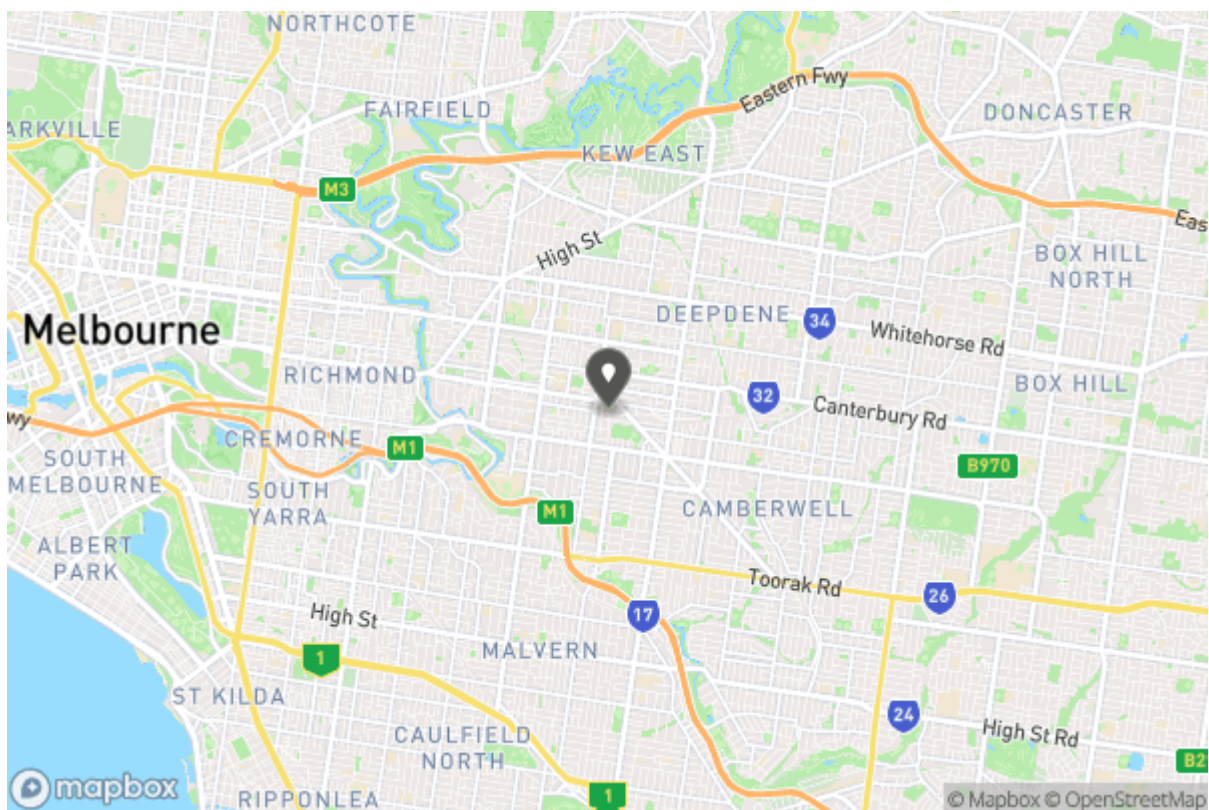 NORTHCOTE
FAIRFIELD
Eastern Fwy
DONCASTER
ARKVILLE
KEW EAST
M3
East
High St
BOX HILL
NORTH
DEEPDENE
34
Whitehorse Rd
Melbourne
RICHMOND
BOX HILL
32
Canterbury Rd
wy
CREMORNE
M1
B970
SOUTH
MELBOURNE
SOUTH
YARRA
M1
CAMBERWELL
ALBERT
PARK
Toorak Rd
26
High St
17
1
MALVERN
ST KILDA
24
High St Rd
CAULFIELD
NORTH
B2
mapbox
RIPPONLEA
1
© Mapbox © OpenStreetMap